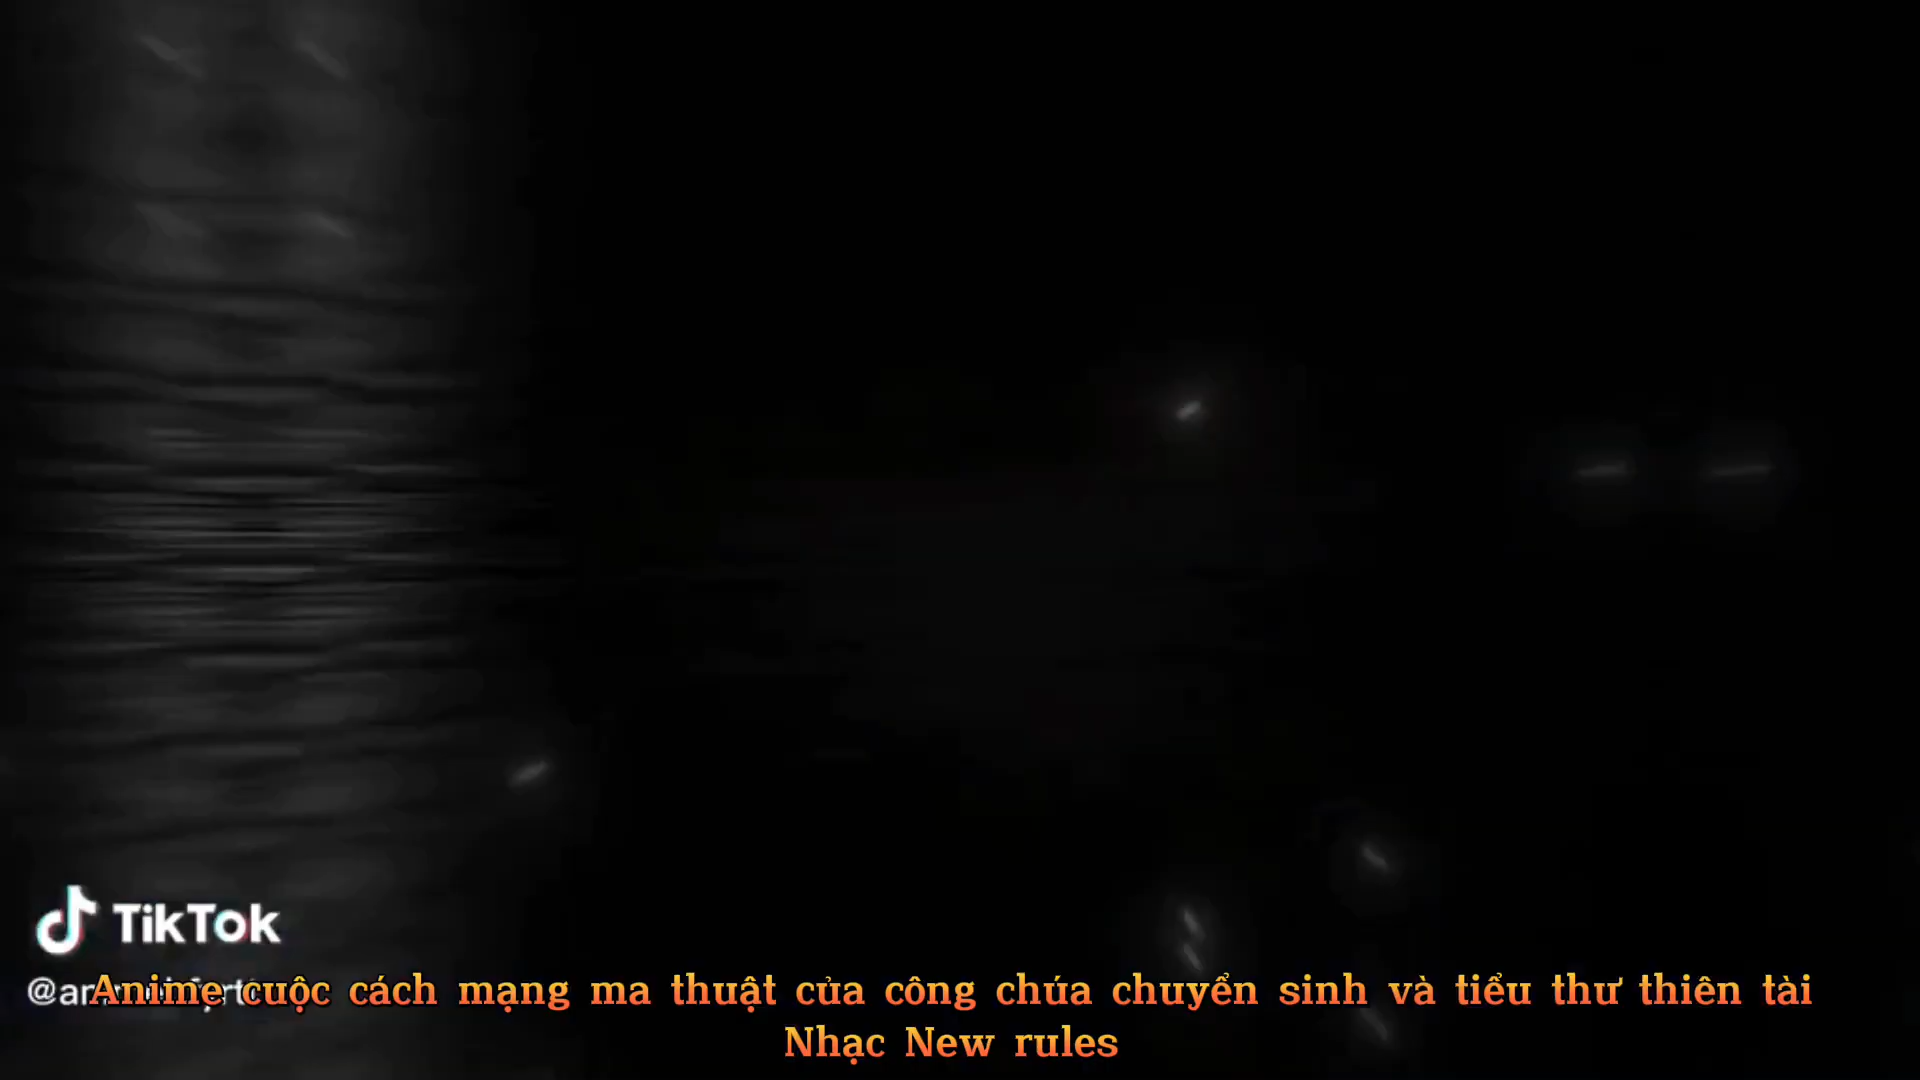 TikTok
Anime cuộc cách mạng ma thuật của công chúa chuyển sinh và tiểu thư thiên tài
Nhạc New rules